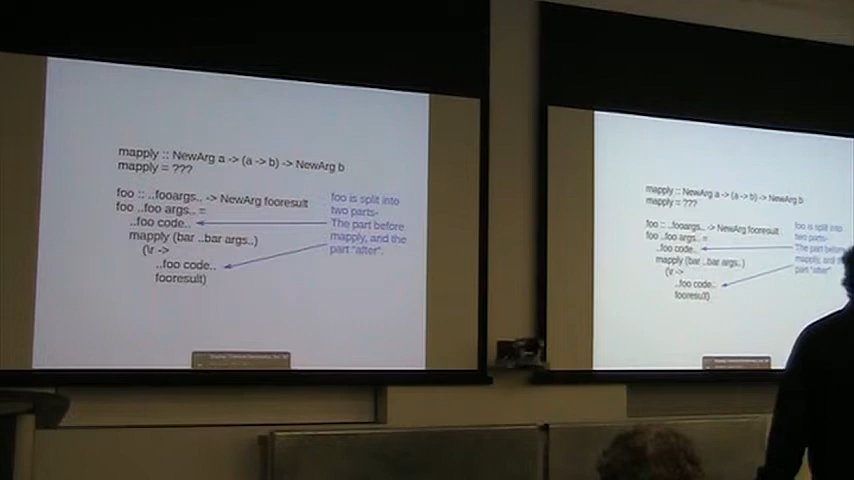 mapply :: NewArg a -> (a -> b) -> NewArg b
mapply = ???
foo :: ..fooargs.. -> NewArg fooresult
foo ..foo args.. =
..foo code..
mapply (bar ..bar args..)
(\r ->
..foo code..
fooresult)
foo is split into
two parts-
The part before
mapply, and the
part "after".
mapply :: NewArg a -> (a -> b) -> NewArg b
mapply = ???
foo :: ..fooargs.. -> NewArg fooresult
foo ..foo args.. =
..foo code..
mapply (bar ..bar args..)
(\r ->
..foo code..
fooresult)
foo is split into
two parts-
The part before
mapply, and
part "after"